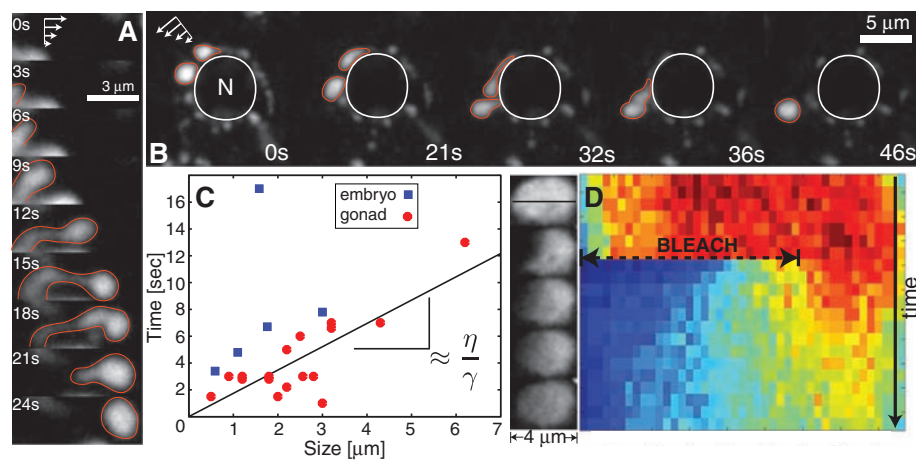 A
0s
3s
3 μm
6s
9s
12s
15s
18s
21s
24s
B
N
5 μm
0s
21s
32s
36s
46s
C
embryo
gonad
Time [sec]
16
14
12
10
8
6
4
2
0
1
2
3
4
5
6
7
Size [μm]
≈ η/γ
4 μm
D
BLEACH
time